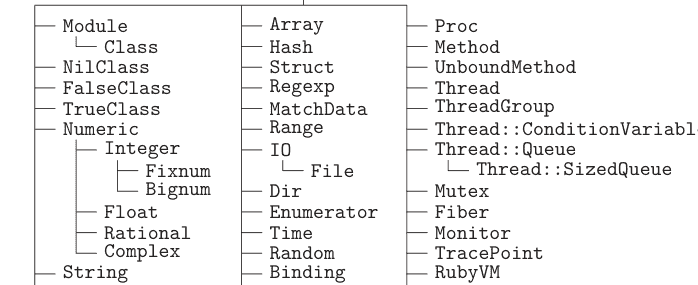 Module
Class
NilClass
FalseClass
TrueClass
Numeric
Integer
Fixnum
Bignum
Float
Rational
Complex
String
Array
Hash
Struct
Regexp
MatchData
Range
IO
File
Dir
Enumerator
Time
Random
Binding
Proc
Method
UnboundMethod
Thread
ThreadGroup
Thread::ConditionVariabl
Thread::Queue
Thread::SizedQueue
Mutex
Fiber
Monitor
TracePoint
RubyVM